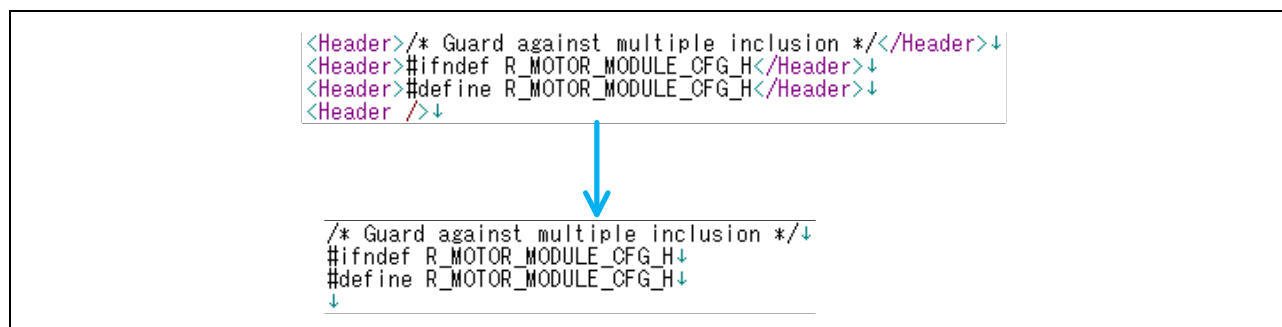 <Header>/* Guard against multiple inclusion */</Header>↓
<Header>#ifndef R_MOTOR_MODULE_CFG_H</Header>↓
<Header>#define R_MOTOR_MODULE_CFG_H</Header>↓
<Header />↓
/* Guard against multiple inclusion */↓
#ifndef R_MOTOR_MODULE_CFG_H↓
#define R_MOTOR_MODULE_CFG_H↓
↓